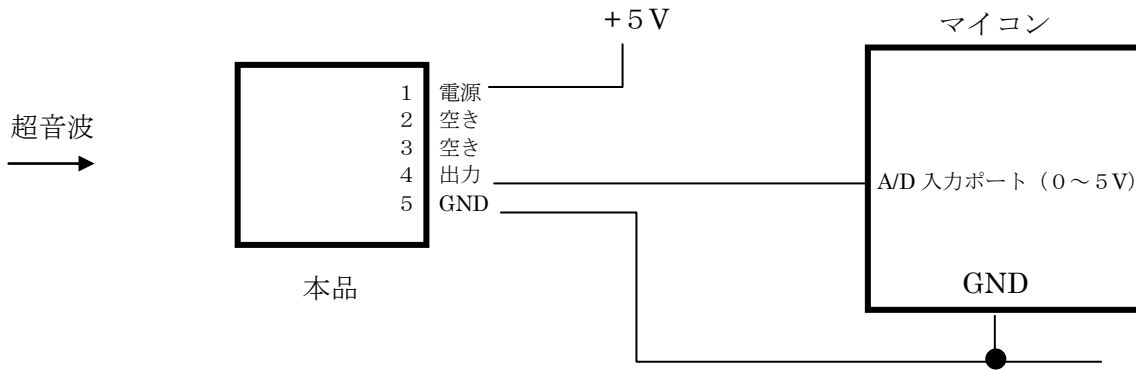 ＋５V
マイコン
超音波
１ 電源
２ 空き
３ 空き
４ 出力
５ GND
本品
A/D 入力ポート（０～５V）
GND